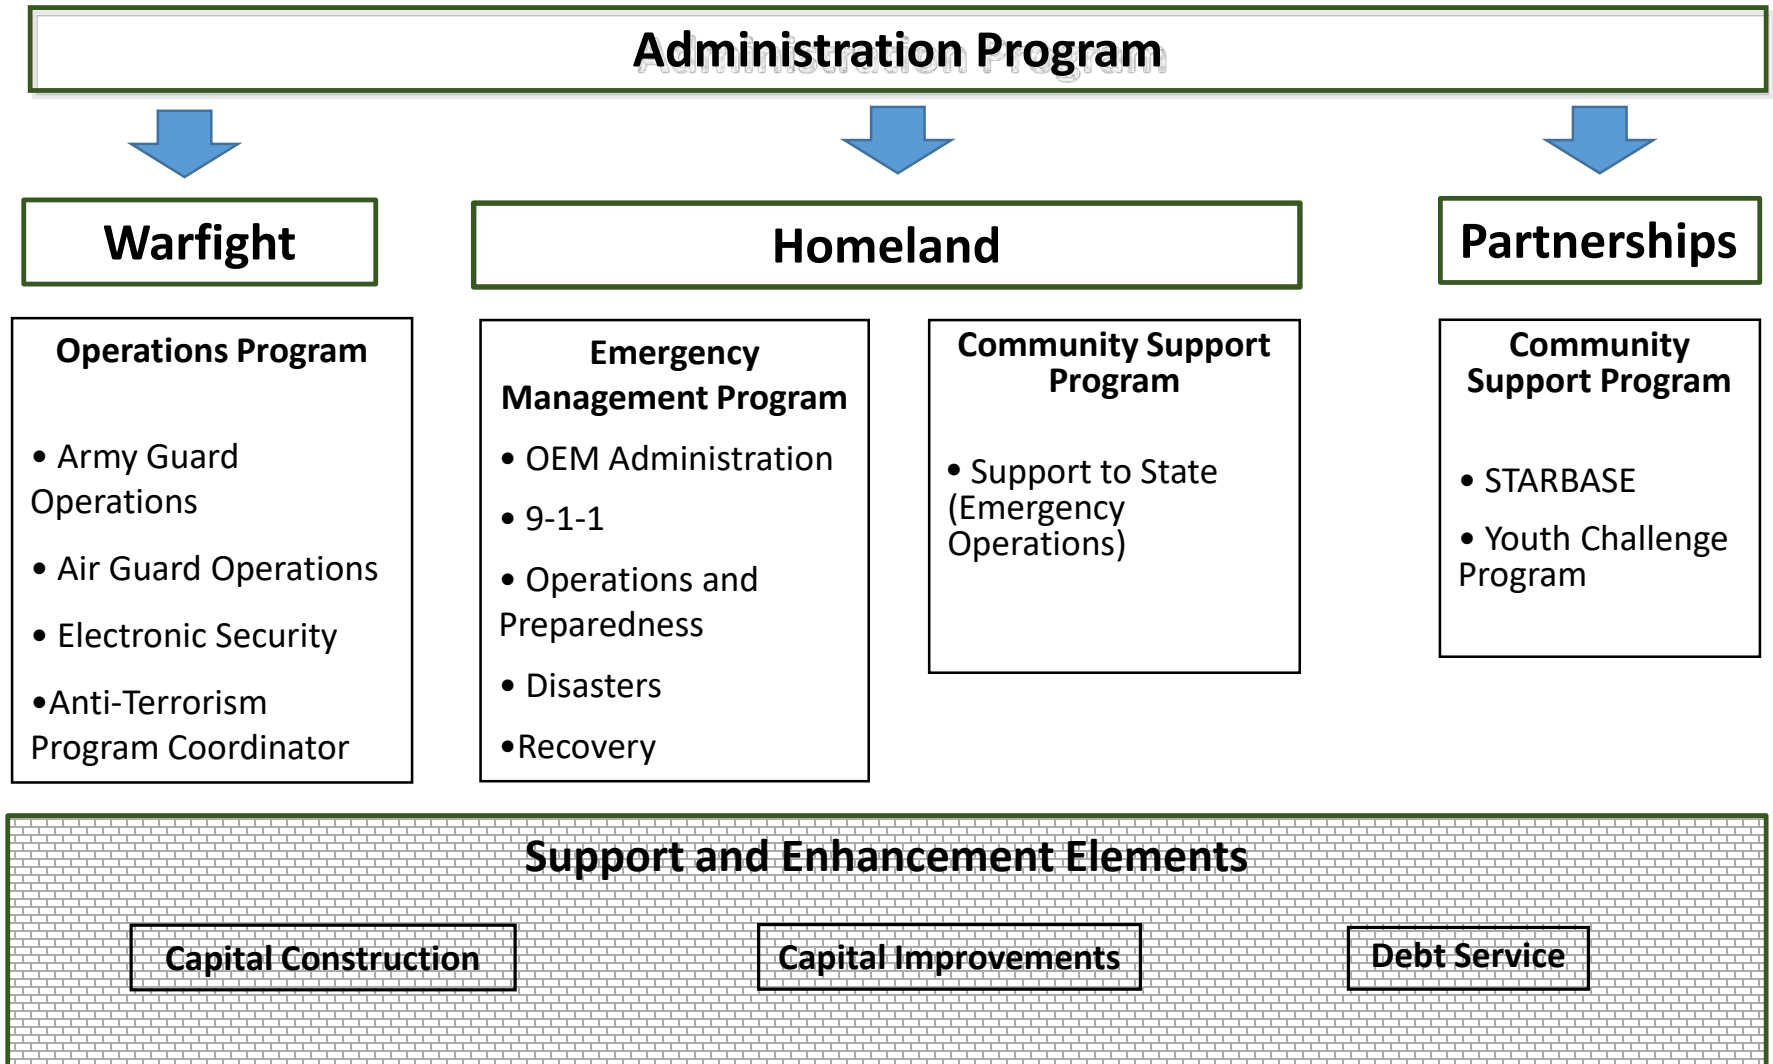 Administration Program
Warfight
Homeland
Partnerships
Operations Program
• Army Guard
Operations
• Air Guard Operations
• Electronic Security
•Anti-Terrorism
Program Coordinator
Emergency
Management Program
• OEM Administration
• 9-1-1
• Operations and
Preparedness
• Disasters
•Recovery
Community Support
Program
• Support to State
(Emergency
Operations)
Community
Support Program
• STARBASE
• Youth Challenge
Program
Support and Enhancement Elements
Capital Construction
Capital Improvements
Debt Service